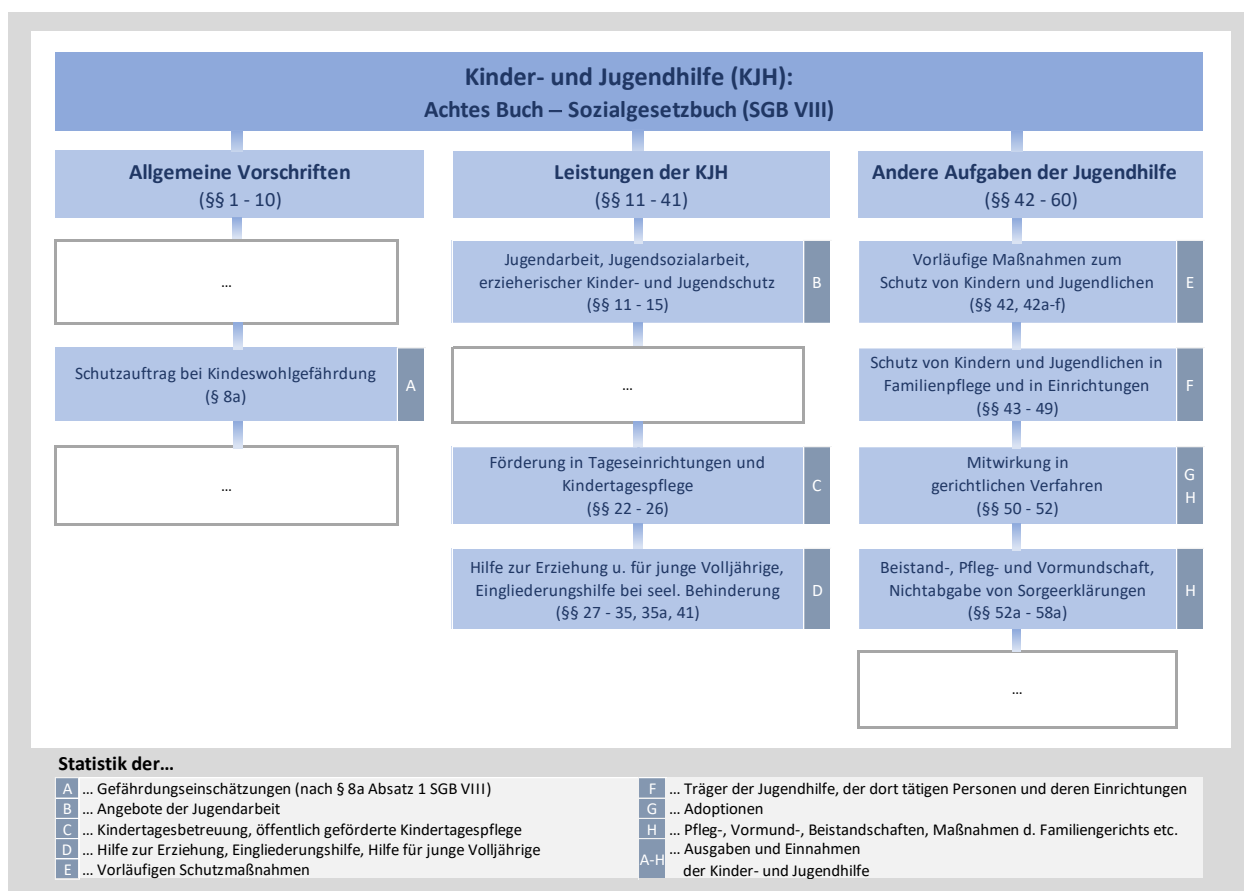 Kinder- und Jugendhilfe (KJH):
Achtes Buch – Sozialgesetzbuch (SGB VIII)
Allgemeine Vorschriften
(§§ 1 - 10)
...
Schutzauftrag bei Kindeswohlgefährdung
(§ 8a)
A
...
Leistungen der KJH
(§§ 11 - 41)
Jugendarbeit, Jugendsozialarbeit,
erzieherischer Kinder- und Jugendschutz
(§§ 11 - 15)
B
...
Förderung in Tageseinrichtungen und
Kindertagespflege
(§§ 22 - 26)
C
Hilfe zur Erziehung u. für junge Volljährige,
Eingliederungshilfe bei seel. Behinderung
(§§ 27 - 35, 35a, 41)
D
Andere Aufgaben der Jugendhilfe
(§§ 42 - 60)
Vorläufige Maßnahmen zum
Schutz von Kindern und Jugendlichen
(§§ 42, 42a-f)
E
Schutz von Kindern und Jugendlichen in
Familienpflege und in Einrichtungen
(§§ 43 - 49)
F
Mitwirkung in
gerichtlichen Verfahren
(§§ 50 - 52)
G
H
Beistand-, Pfleg- und Vormundschaft,
Nichtabgabe von Sorgeerklärungen
(§§ 52a - 58a)
H
...
Statistik der...
A ... Gefährdungseinschätzungen (nach § 8a Absatz 1 SGB VIII)
B ... Angebote der Jugendarbeit
C ... Kindertagesbetreuung, öffentlich geförderte Kindertagespflege
D ... Hilfe zur Erziehung, Eingliederungshilfe, Hilfe für junge Volljährige
E ... Vorläufigen Schutzmaßnahmen
F ... Träger der Jugendhilfe, der dort tätigen Personen und deren Einrichtungen
G ... Adoptionen
H ... Pfleg-, Vormund-, Beistandschaften, Maßnahmen d. Familiengerichts etc.
A-H ... Ausgaben und Einnahmen
der Kinder- und Jugendhilfe